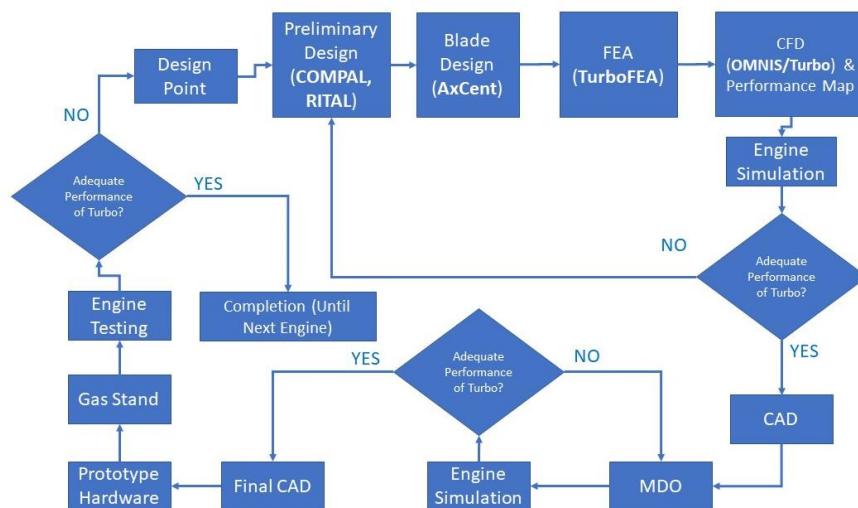 Design
Point
Preliminary
Design
(COMPAL,
RITAL)
Blade
Design
(AxCent)
FEA
(TurboFEA)
CFD
(OMNIS/Turbo) &
Performance Map
Engine
Simulation
Adequate
Performance
of Turbo?
NO
YES
CAD
MDO
Engine
Simulation
Adequate
Performance
of Turbo?
NO
YES
Final CAD
Prototype
Hardware
Gas Stand
Engine
Testing
Adequate
Performance
of Turbo?
NO
YES
Completion (Until
Next Engine)